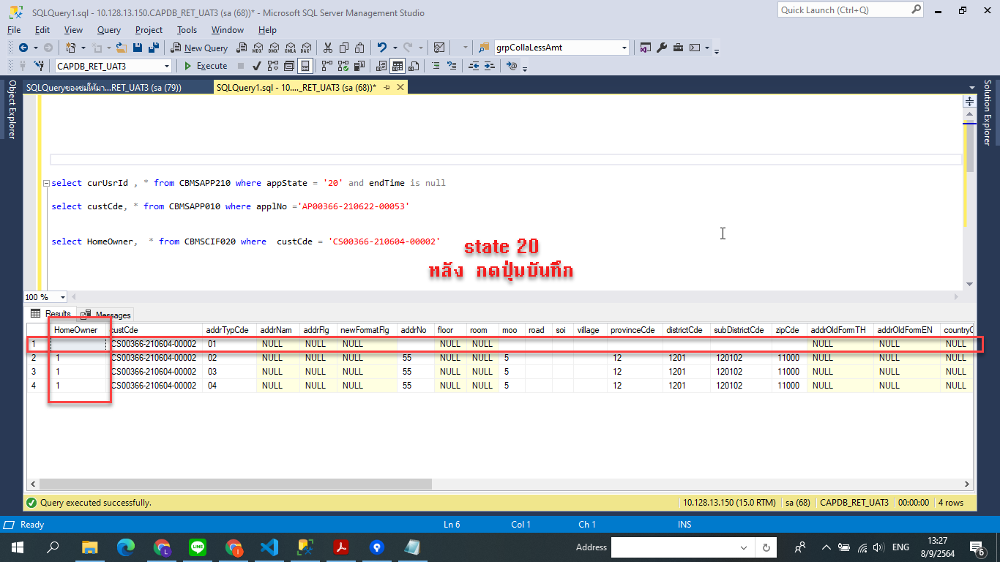 SQLQuery1.sql - 10.128.13.150.CAPDB_RET_UAT3 (sa (68))* - Microsoft SQL Server Management Studio
Quick Launch (Ctrl+Q)
File Edit View Query Project Tools Window Help
New Query MDX DMX XMLA DAX grpCollaLessAmt
CAPDB_RET_UAT3 Execute
Object Explorer
SQLQueryของชมให้มา...RET_UAT3 (sa (79)) SQLQuery1.sql - 10...._RET_UAT3 (sa (68))*
Solution Explorer
select curUsrId , * from CBMSAPP210 where appState = '20' and endTime is null
select custCde, * from CBMSAPP010 where applNo ='AP00366-210622-00053'
select HomeOwner,  * from CBMSCIF020 where  custCde = 'CS00366-210604-00002'
state 20
หลัง กดปุ่มบันทึก
100 %
Results Messages
HomeOwner custCde addrTypCde addrNam addrFlg newFormatFlg addrNo floor room moo road soi village provinceCde districtCde subDistrictCde zipCde addrOldFormTH addrOldFormEN countryC
1 CS00366-210604-00002 01 NULL NULL NULL NULL NULL NULL NULL NULL
2 1 CS00366-210604-00002 02 NULL NULL NULL 55 NULL NULL 5 12 1201 120102 11000 NULL NULL NULL
3 1 CS00366-210604-00002 03 NULL NULL NULL 55 NULL NULL 5 12 1201 120102 11000 NULL NULL NULL
4 1 CS00366-210604-00002 04 NULL NULL NULL 55 NULL NULL 5 12 1201 120102 11000 NULL NULL NULL
Query executed successfully. 10.128.13.150 (15.0 RTM) sa (68) CAPDB_RET_UAT3 00:00:00 4 rows
Ready Ln 6 Col 1 Ch 1 INS
Address ENG 13:27
8/9/2564
6